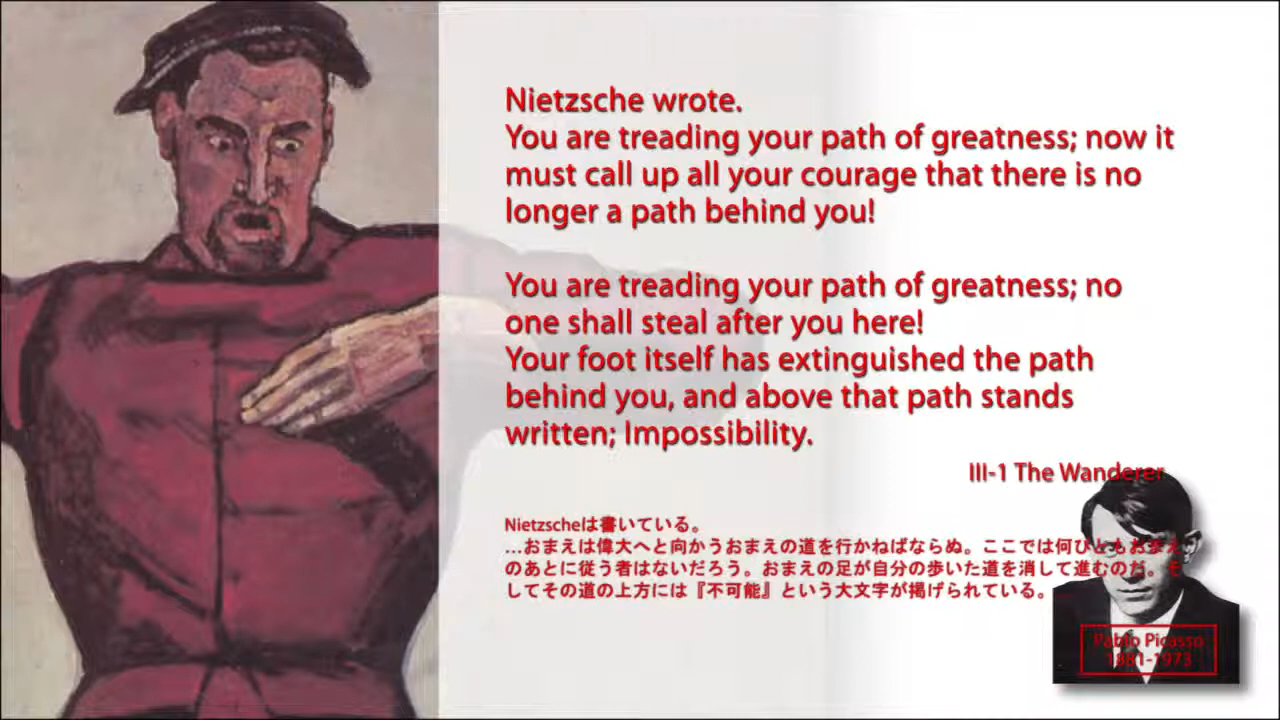 Nietzsche wrote.
You are treading your path of greatness; now it
must call up all your courage that there is no
longer a path behind you!
You are treading your path of greatness; no
one shall steal after you here!
Your foot itself has extinguished the path
behind you, and above that path stands
written; Impossibility.
III-1 The Wanderer
Nietzscheは書いている。
…おまえは偉大へと向かうおまえの道を行かねばならぬ。ここでは何びともおまえ
のあとに従う者はないだろう。おまえの足が自分の歩いた道を消して進むのだ。そ
してその道の上方には『不可能』という大文字が掲げられている。
Pablo Picasso
1881-1973